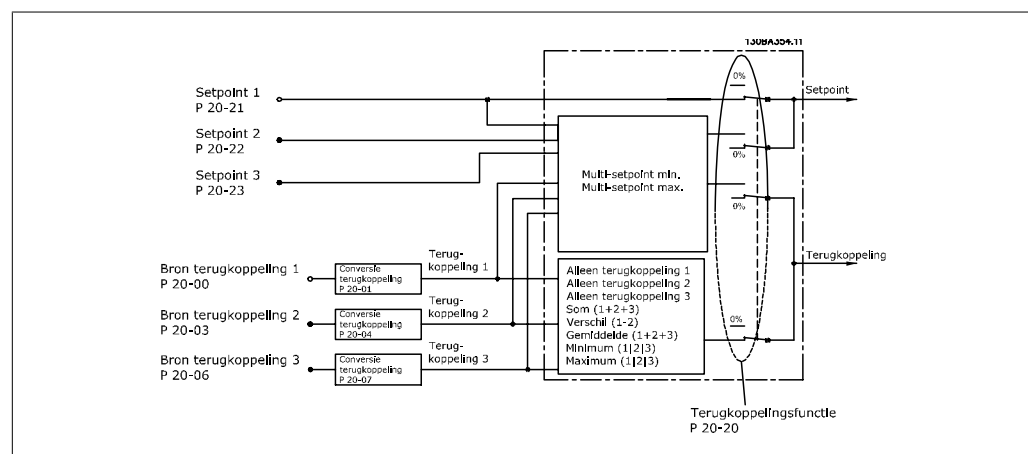 130BA354.11
Setpoint 1
P 20-21
Setpoint 2
P 20-22
Setpoint 3
P 20-23
0%
Setpoint
0%
Multi-setpoint min.
Multi-setpoint max.
0%
Terugkoppeling
Bron terugkoppeling 1
P 20-00
Conversie
terugkoppeling
P 20-01
Terug-
koppeling 1
Bron terugkoppeling 2
P 20-03
Conversie
terugkoppeling
P 20-04
Terug-
koppeling 2
Bron terugkoppeling 3
P 20-06
Conversie
terugkoppeling
P 20-07
Terug-
koppeling 3
Alleen terugkoppeling 1
Alleen terugkoppeling 2
Alleen terugkoppeling 3
Som (1+2+3)
Verschil (1-2)
Gemiddelde (1+2+3)
Minimum (1|2|3)
Maximum (1|2|3)
0%
Terugkoppelingsfunctie
P 20-20